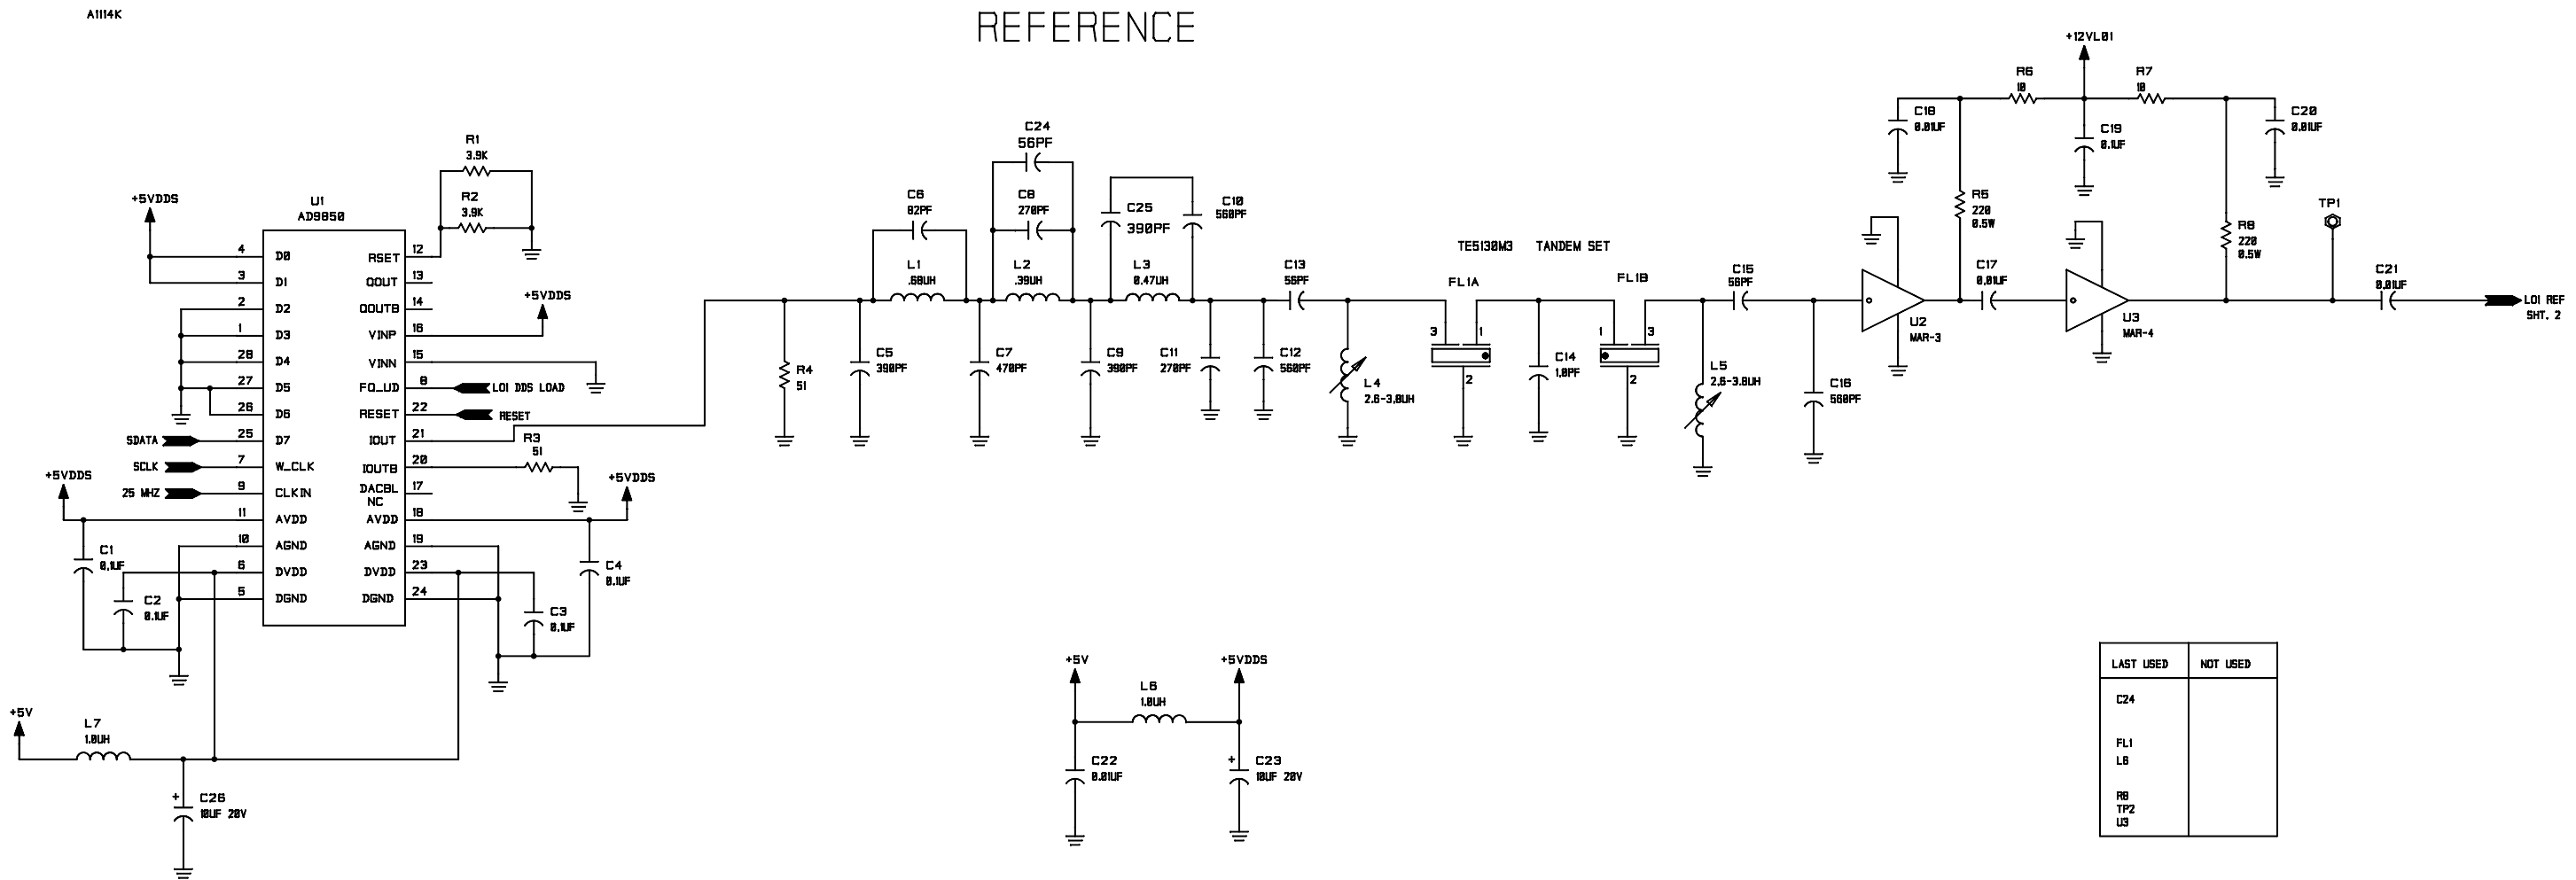 A1114K
REFERENCE
+12VL01
R6
10
R7
10
C18
0.01UF
C19
0.1UF
C20
0.01UF
R5
220
0.5W
R8
220
0.5W
TP1
R1
3.9K
R2
3.9K
+5VDDS
U1
AD9850
4 D0
3 D1
2 D2
1 D3
28 D4
27 D5
26 D6
SDATA 25 D7
SCLK 7 W_CLK
25 MHZ 9 CLKIN
11 AVDD
10 AGND
6 DVDD
5 DGND
RSET 12
QOUT 13
QOUTB 14
VINP 16
VINN 15
FQ_UD 8 LO1 DDS LOAD
RESET 22 RESET
IOUT 21
IOUTB 20
DACBL 17
NC
AVDD 18
AGND 19
DVDD 23
DGND 24
+5VDDS
R3
51
+5VDDS
+5VDDS
C1
0.1UF
C2
0.1UF
C3
0.1UF
C4
0.1UF
+5V
L7
1.0UH
+
C26
10UF 20V
R4
51
C5
390PF
C6
82PF
L1
.68UH
C7
470PF
C24
56PF
C8
270PF
L2
.39UH
C9
390PF
C25
390PF
C10
560PF
L3
0.47UH
C11
270PF
C12
560PF
C13
56PF
L4
2.6-3.8UH
TE5130M3 TANDEM SET
FL1A
3 1
2
C14
1.0PF
FL1B
1 3
2
L5
2.6-3.8UH
C15
56PF
C16
560PF
U2
MAR-3
C17
0.01UF
U3
MAR-4
C21
0.01UF
LO1 REF
SHT. 2
+5V
L6
1.0UH
+5VDDS
C22
0.01UF
+
C23
10UF 20V
LAST USED NOT USED
C24
FL1
L6
R8
TP2
U3